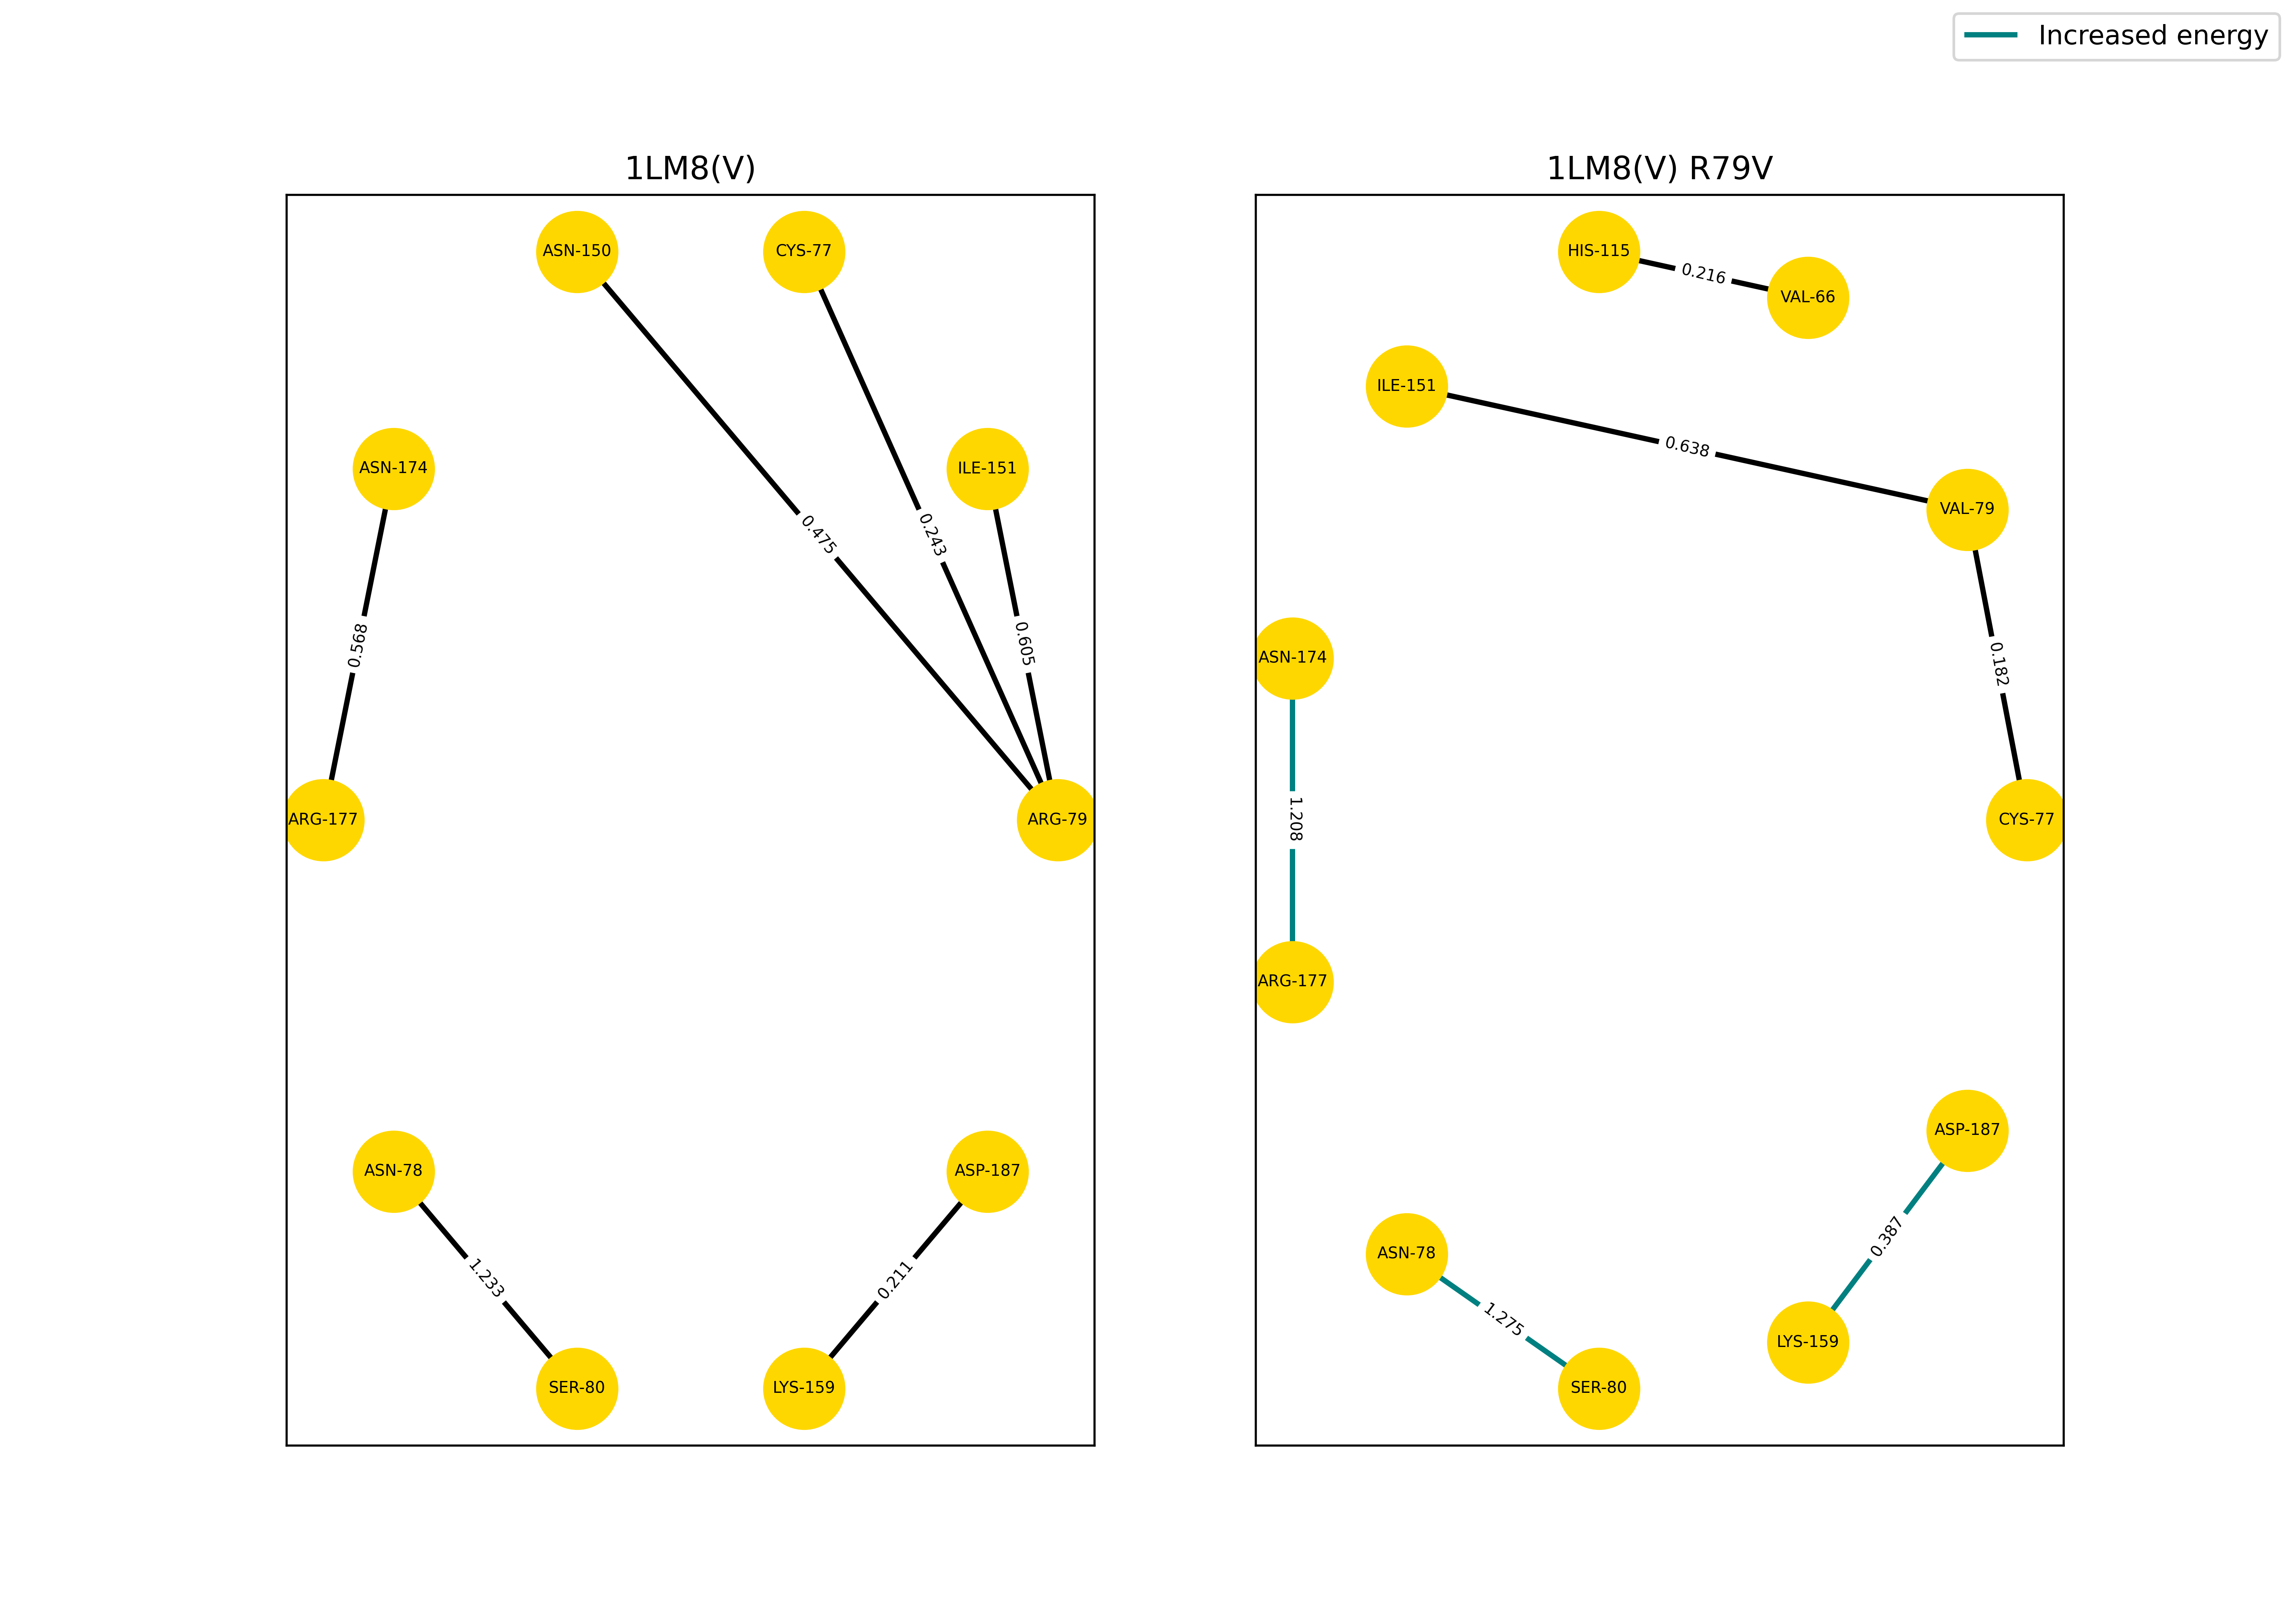 Increased energy
1LM8(V)
ASN-150
CYS-77
ASN-174
ILE-151
0.475
0.243
0.568
0.605
ARG-177
ARG-79
ASN-78
ASP-187
1.233
0.211
SER-80
LYS-159
1LM8(V) R79V
HIS-115
0.216
VAL-66
ILE-151
0.638
VAL-79
ASN-174
0.182
1.208
CYS-77
ARG-177
ASP-187
0.387
ASN-78
1.275
LYS-159
SER-80